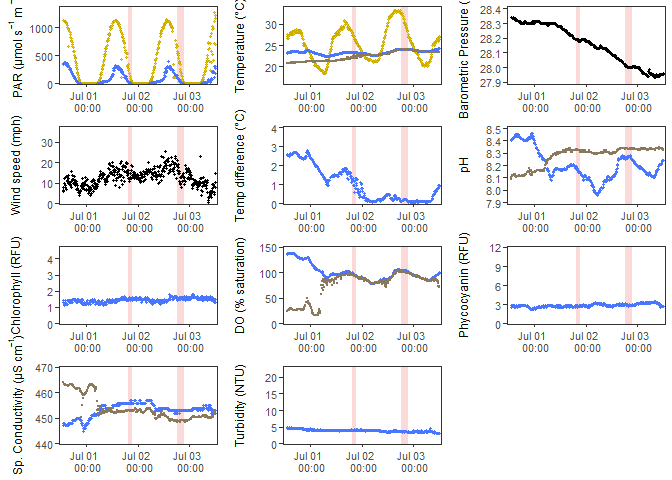 PAR (µmol s⁻¹ m⁻
1000
500
0
Jul 01 Jul 02 Jul 03
00:00 00:00 00:00
Temperature (°C)
30
25
20
Jul 01 Jul 02 Jul 03
00:00 00:00 00:00
Barometric Pressure (
28.4
28.3
28.2
28.1
28.0
27.9
Jul 01 Jul 02 Jul 03
00:00 00:00 00:00
Wind speed (mph)
30
20
10
0
Jul 01 Jul 02 Jul 03
00:00 00:00 00:00
Temp difference (°C)
4
3
2
1
0
Jul 01 Jul 02 Jul 03
00:00 00:00 00:00
pH
8.5
8.4
8.3
8.2
8.1
8.0
7.9
Jul 01 Jul 02 Jul 03
00:00 00:00 00:00
Chlorophyll (RFU)
4
3
2
1
0
Jul 01 Jul 02 Jul 03
00:00 00:00 00:00
DO (% saturation)
150
100
50
0
Jul 01 Jul 02 Jul 03
00:00 00:00 00:00
Phycocyanin (RFU)
12
9
6
3
0
Jul 01 Jul 02 Jul 03
00:00 00:00 00:00
Sp. Conductivity (µS cm⁻¹)
470
460
450
440
Jul 01 Jul 02 Jul 03
00:00 00:00 00:00
Turbidity (NTU)
20
15
10
5
0
Jul 01 Jul 02 Jul 03
00:00 00:00 00:00